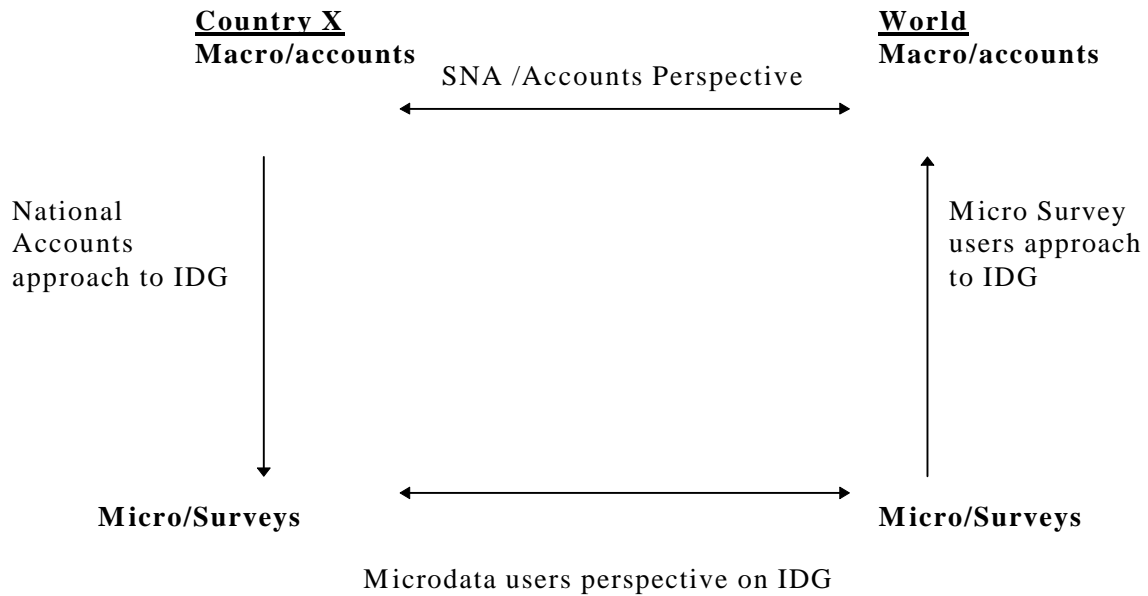 Country X
Macro/accounts
World
Macro/accounts
SNA /Accounts Perspective
National
Accounts
approach to IDG
Micro Survey
users approach
to IDG
Micro/Surveys
Micro/Surveys
Microdata users perspective on IDG